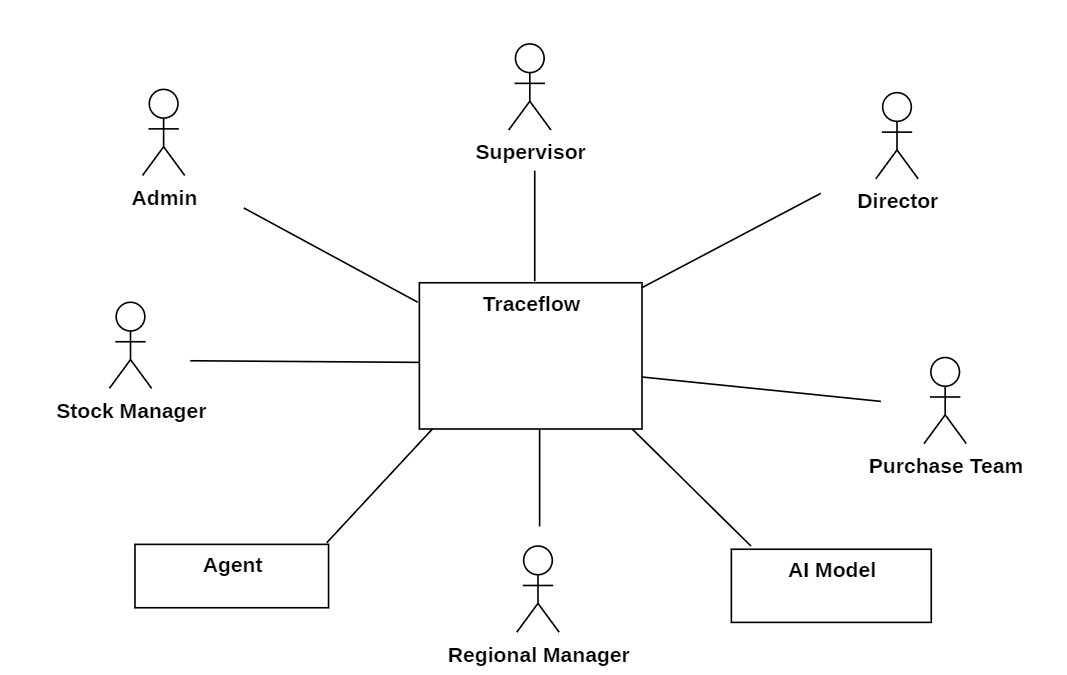 Supervisor
Admin
Director
Traceflow
Stock Manager
Purchase Team
Agent
AI Model
Regional Manager